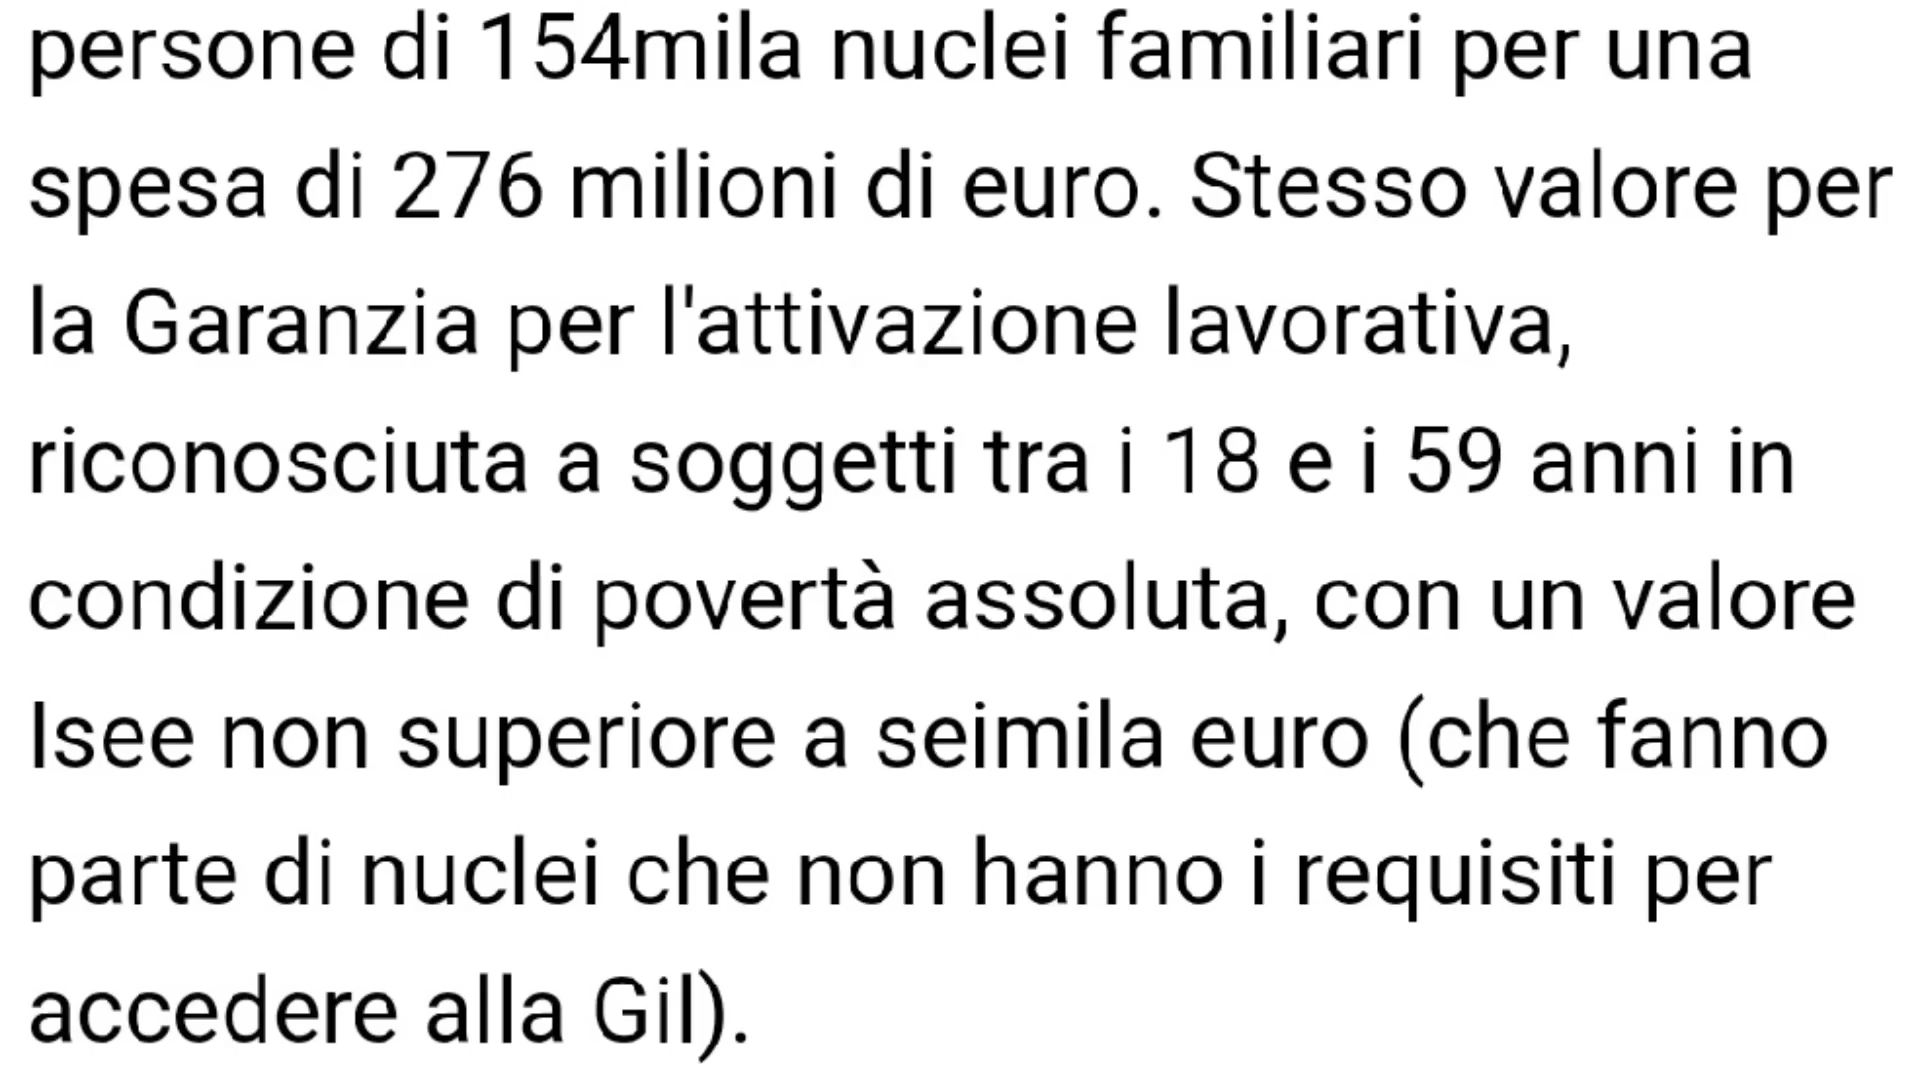 persone di 154mila nuclei familiari per una
spesa di 276 milioni di euro. Stesso valore per
la Garanzia per l'attivazione lavorativa,
riconosciuta a soggetti tra i 18 e i 59 anni in
condizione di povertà assoluta, con un valore
Isee non superiore a seimila euro (che fanno
parte di nuclei che non hanno i requisiti per
accedere alla Gil).